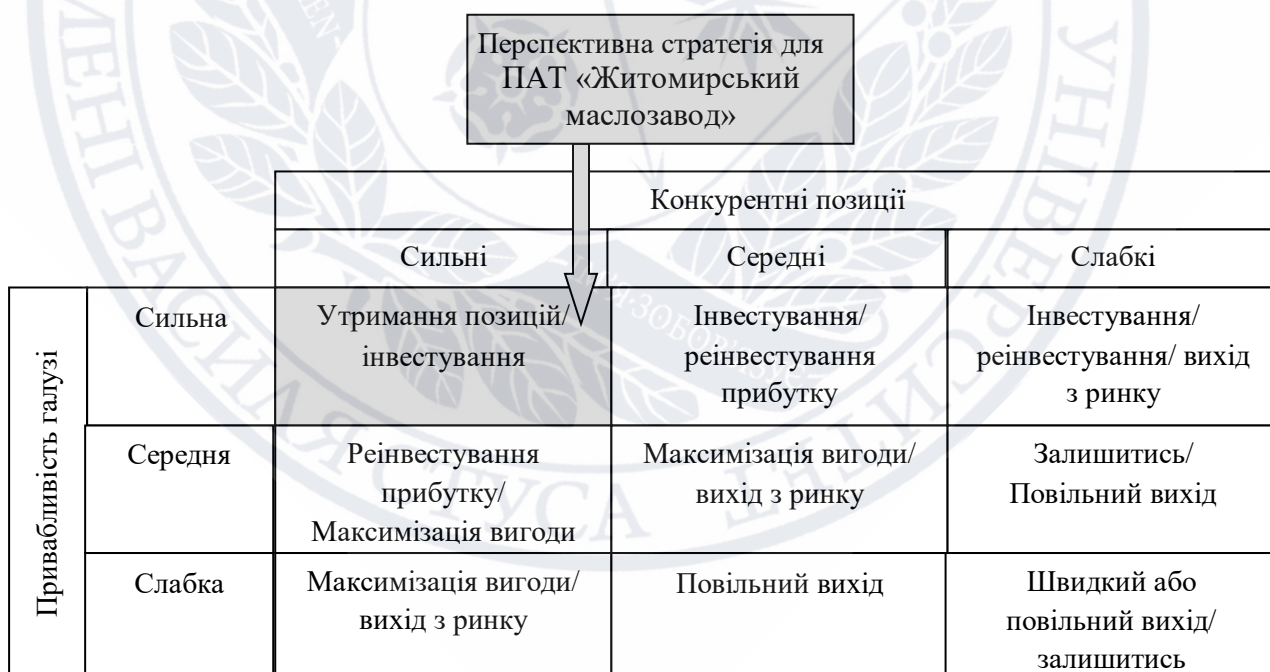 Перспективна стратегія для
ПАТ «Житомирський
маслозавод»
Конкурентні позиції
Сильні
Середні
Слабкі
Привабливість галузі
Сильна
Утримання позицій/
інвестування
Інвестування/
реінвестування
прибутку
Інвестування/
реінвестування/ вихід
з ринку
Середня
Реінвестування
прибутку/
Максимізація вигоди
Максимізація вигоди/
вихід з ринку
Залишитись/
Повільний вихід
Слабка
Максимізація вигоди/
вихід з ринку
Повільний вихід
Швидкий або
повільний вихід/
залишитись